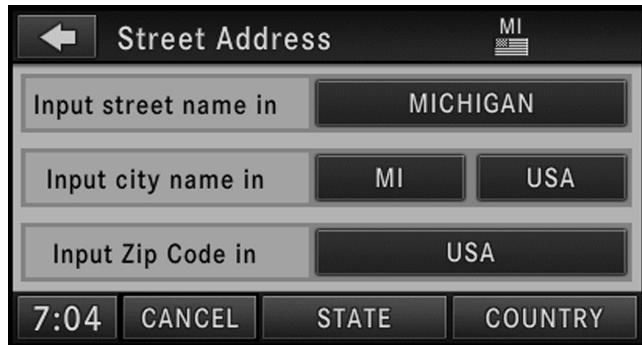 Street Address MI
Input street name in MICHIGAN
Input city name in MI USA
Input Zip Code in USA
7:04 CANCEL STATE COUNTRY